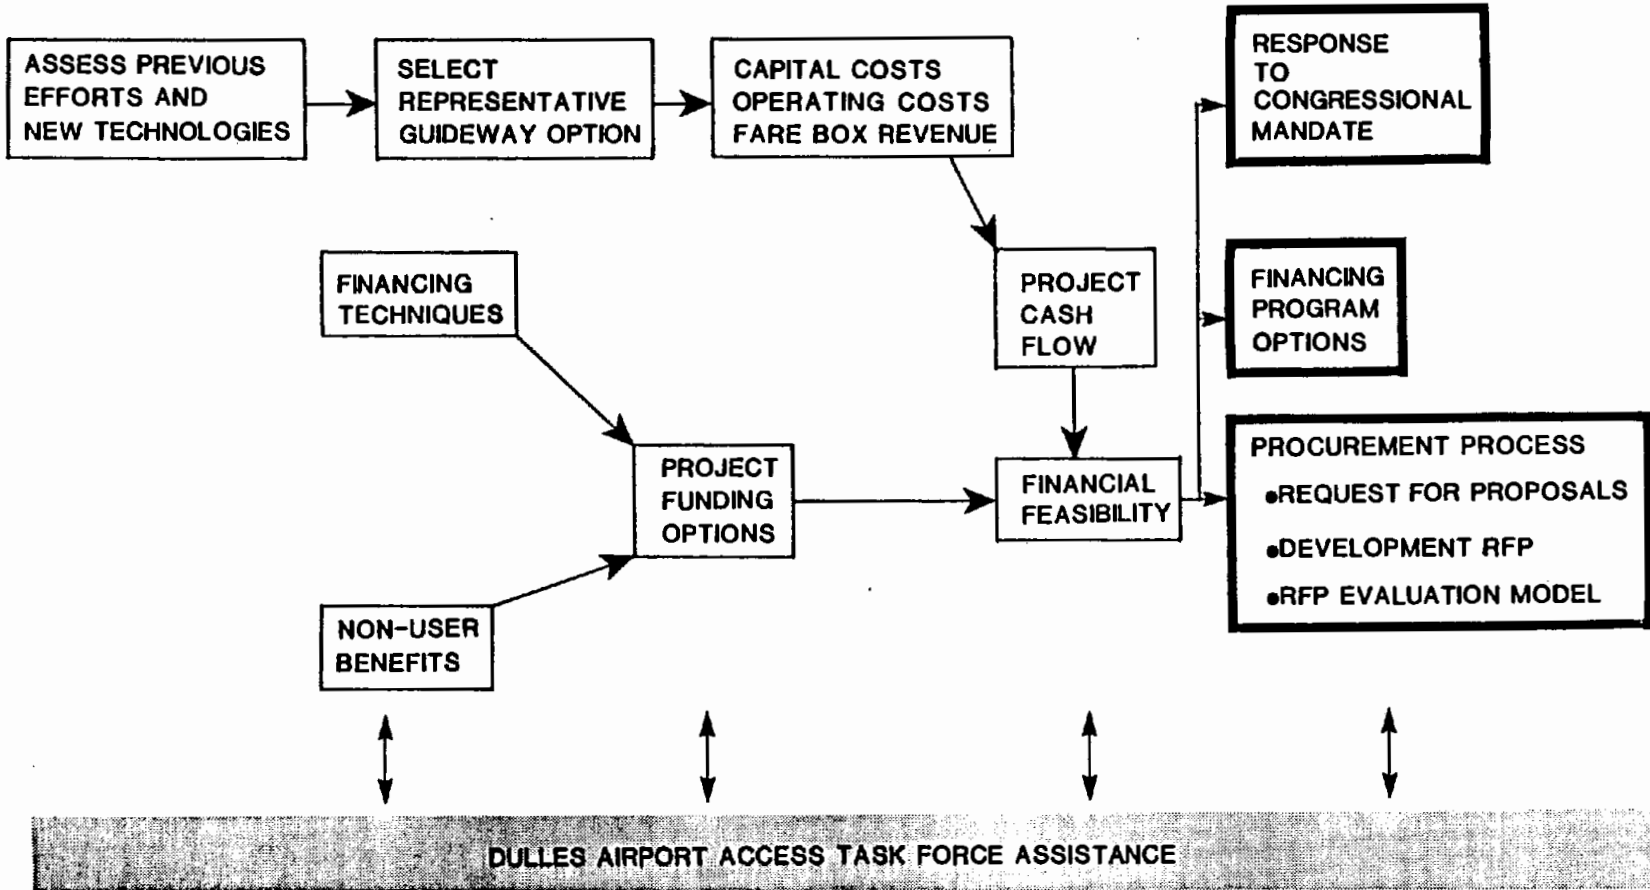 ASSESS PREVIOUS
EFFORTS AND
NEW TECHNOLOGIES
SELECT
REPRESENTATIVE
GUIDEWAY OPTION
CAPITAL COSTS
OPERATING COSTS
FARE BOX REVENUE
RESPONSE
TO
CONGRESSIONAL
MANDATE
FINANCING
TECHNIQUES
PROJECT
CASH
FLOW
FINANCING
PROGRAM
OPTIONS
PROJECT
FUNDING
OPTIONS
FINANCIAL
FEASIBILITY
PROCUREMENT PROCESS
•REQUEST FOR PROPOSALS
•DEVELOPMENT RFP
•RFP EVALUATION MODEL
NON-USER
BENEFITS
DULLES AIRPORT ACCESS TASK FORCE ASSISTANCE